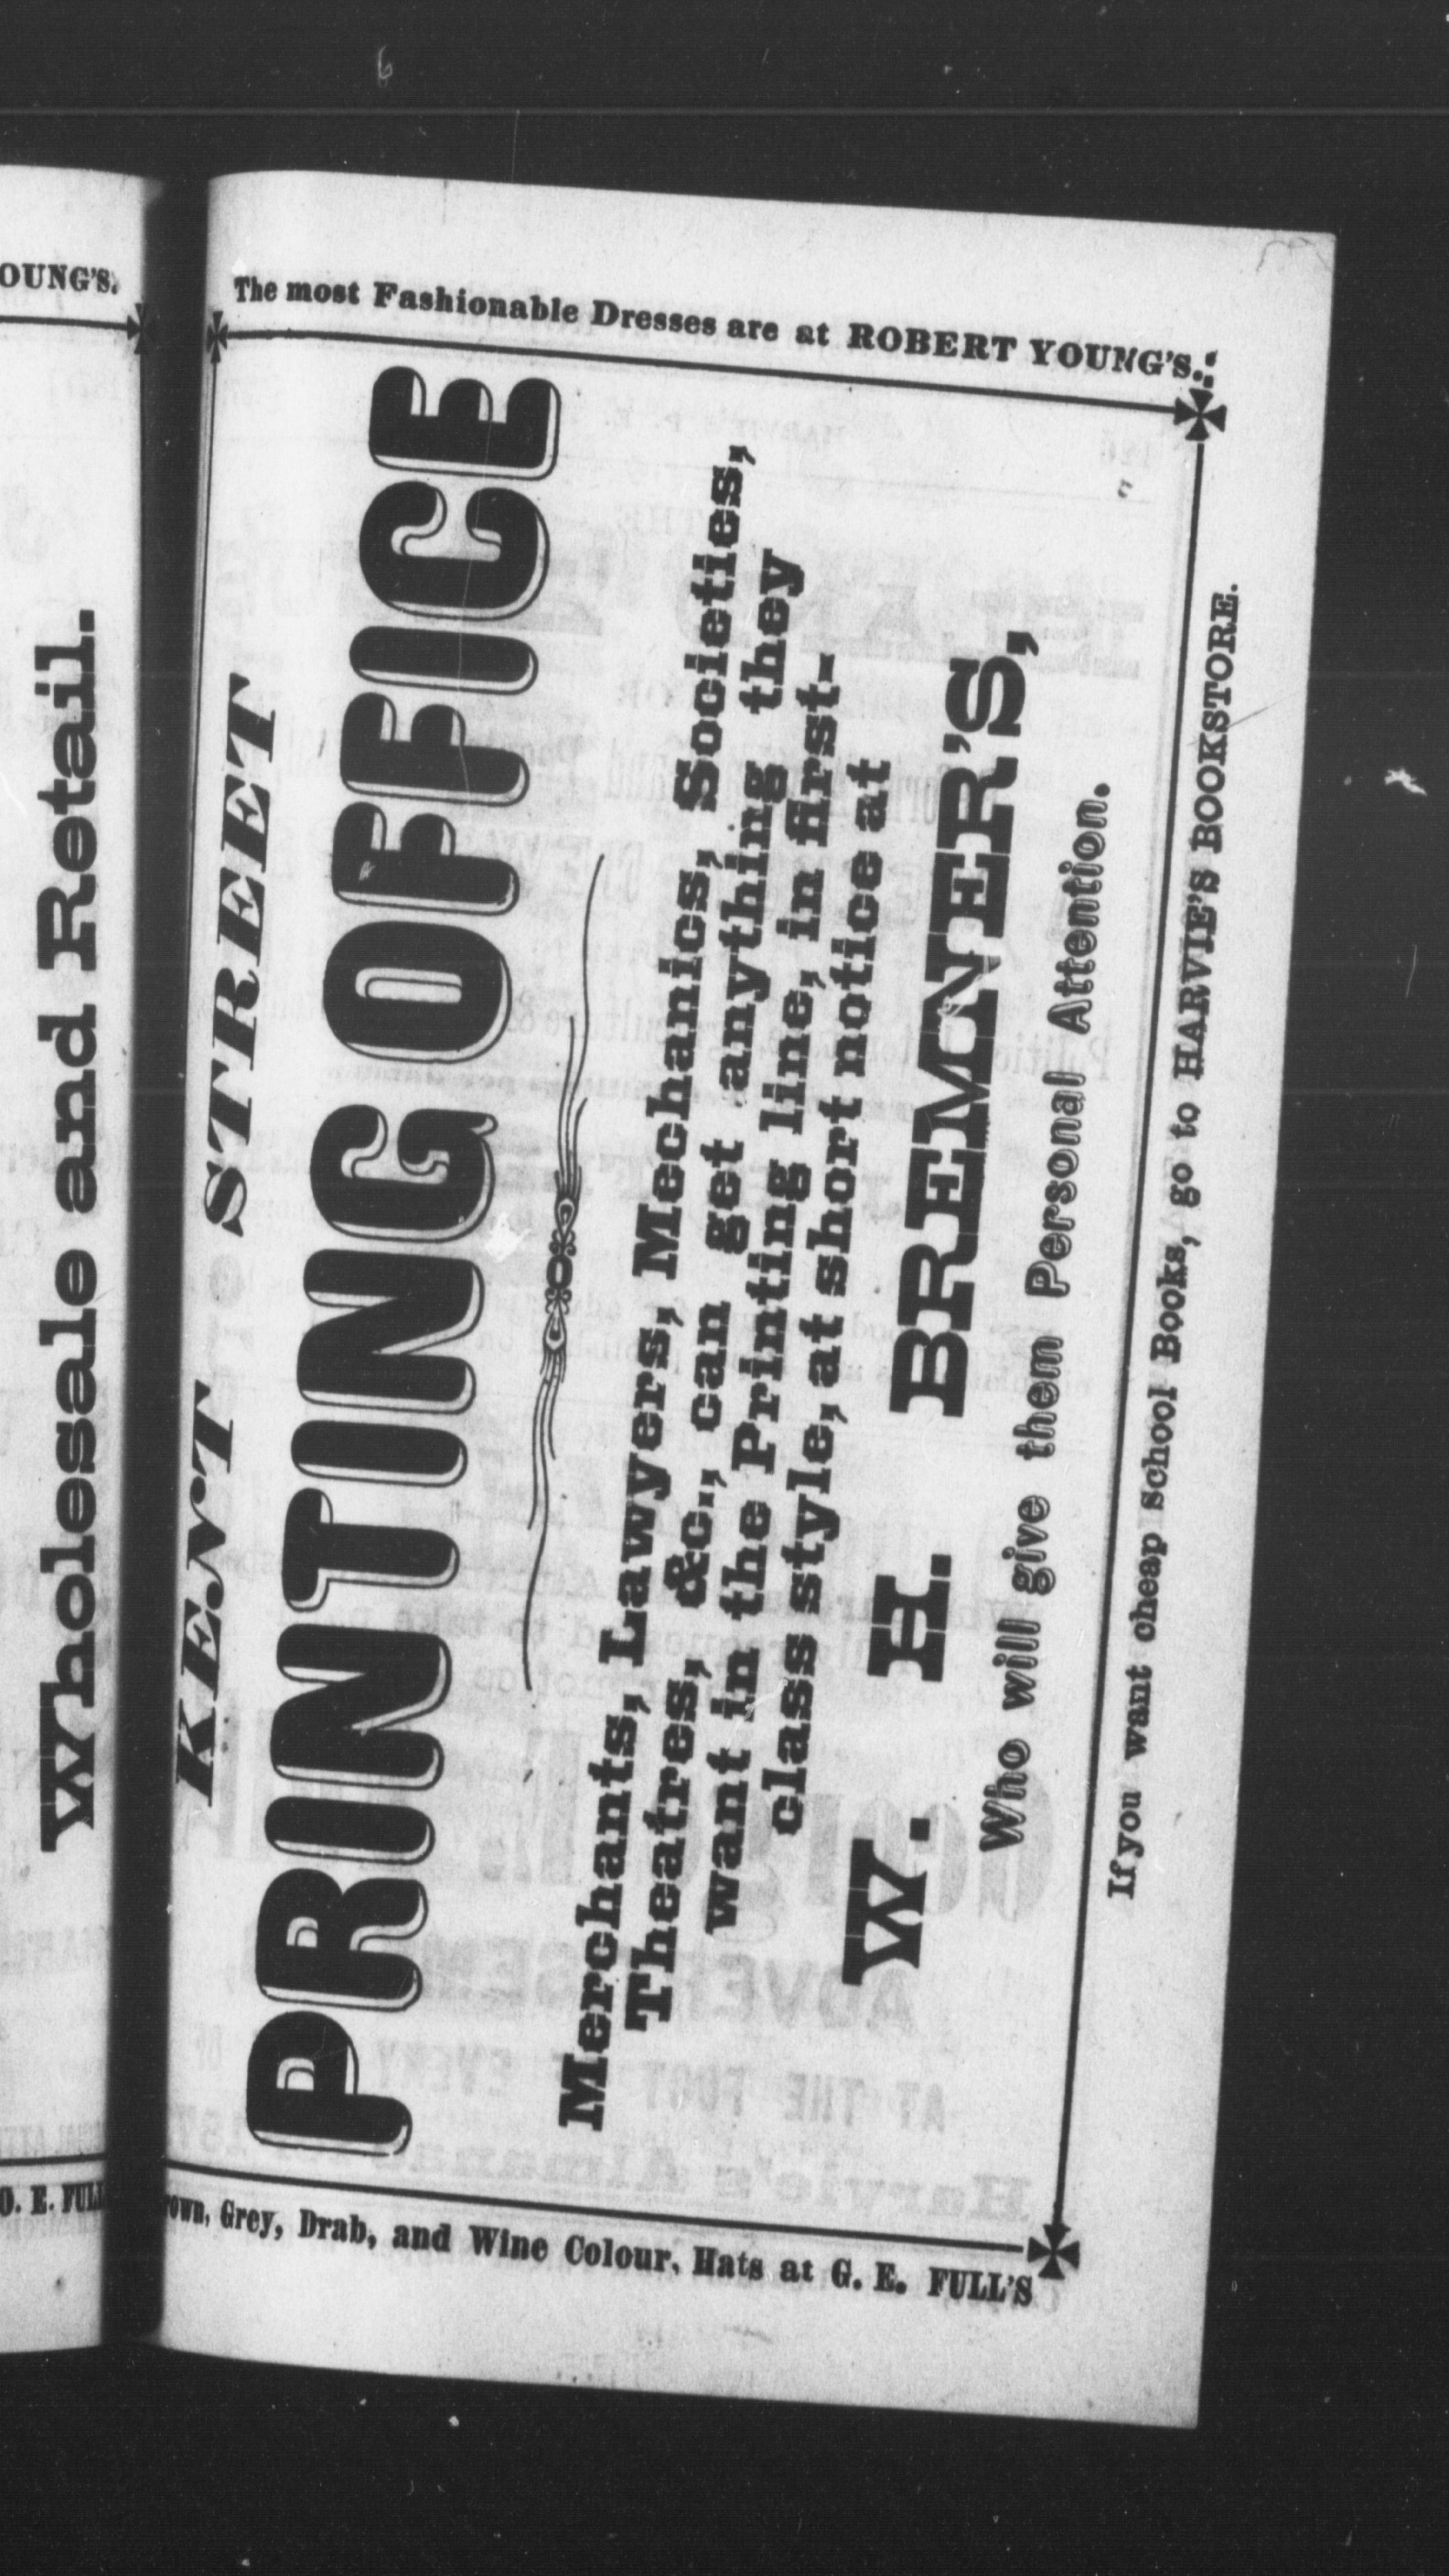 OUNG'S.
Wholesale and Retail.
O. E. FULL
The most Fashionable Dresses are at ROBERT YOUNG'S.
KENT STREET
PRINTING OFFICE
Merchants, Lawyers, Mechanics, Societies,
Theatres, &c., can get anything they
want in the Printing line, in first-
class style, at short notice at
W. H. BREMNER'S,
Who will give them Personal Attention.
If you want cheap School Books, go to HARVIE'S BOOKSTORE.
rown, Grey, Drab, and Wine Colour, Hats at G. E. FULL'S